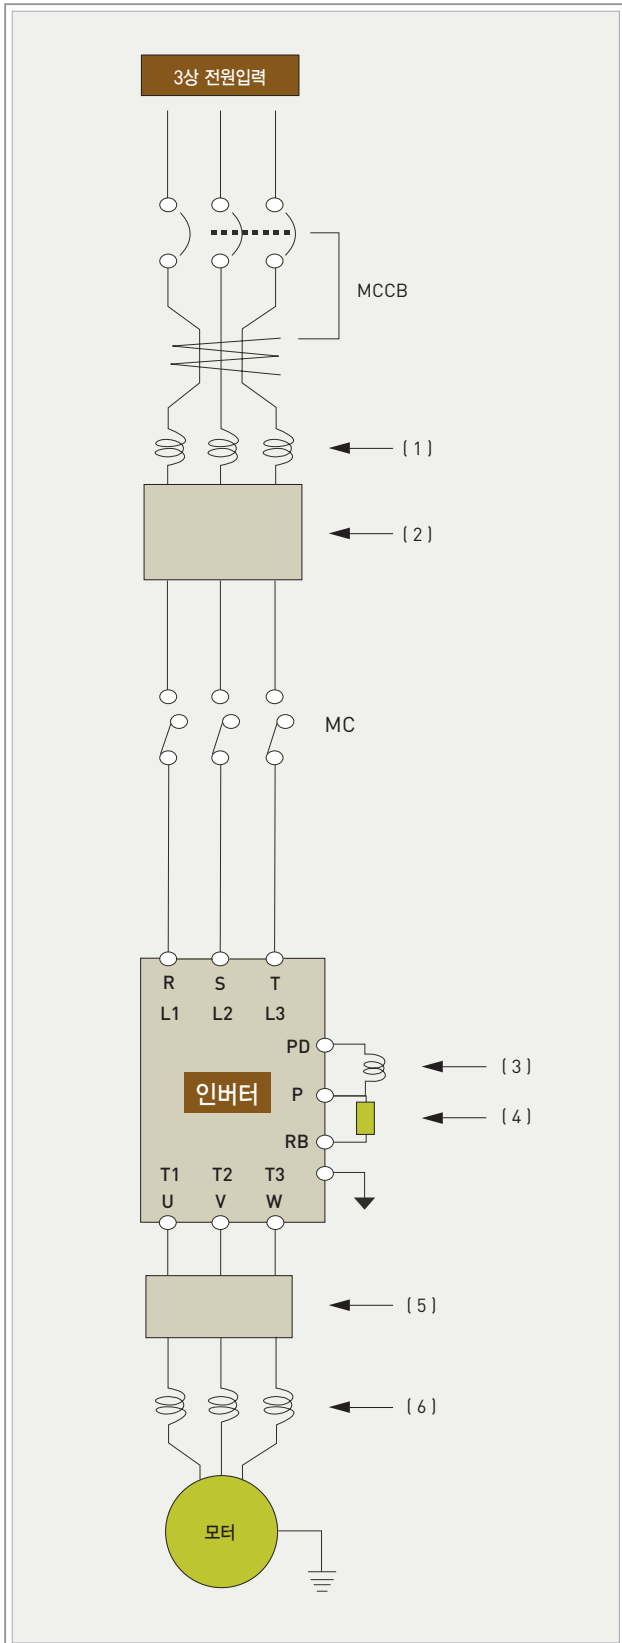 3상 전원입력
MCCB
( 1 )
( 2 )
MC
R S T
L1 L2 L3
PD
( 3 )
인버터
P
( 4 )
RB
T1 T2 T3
U V W
( 5 )
( 6 )
모터